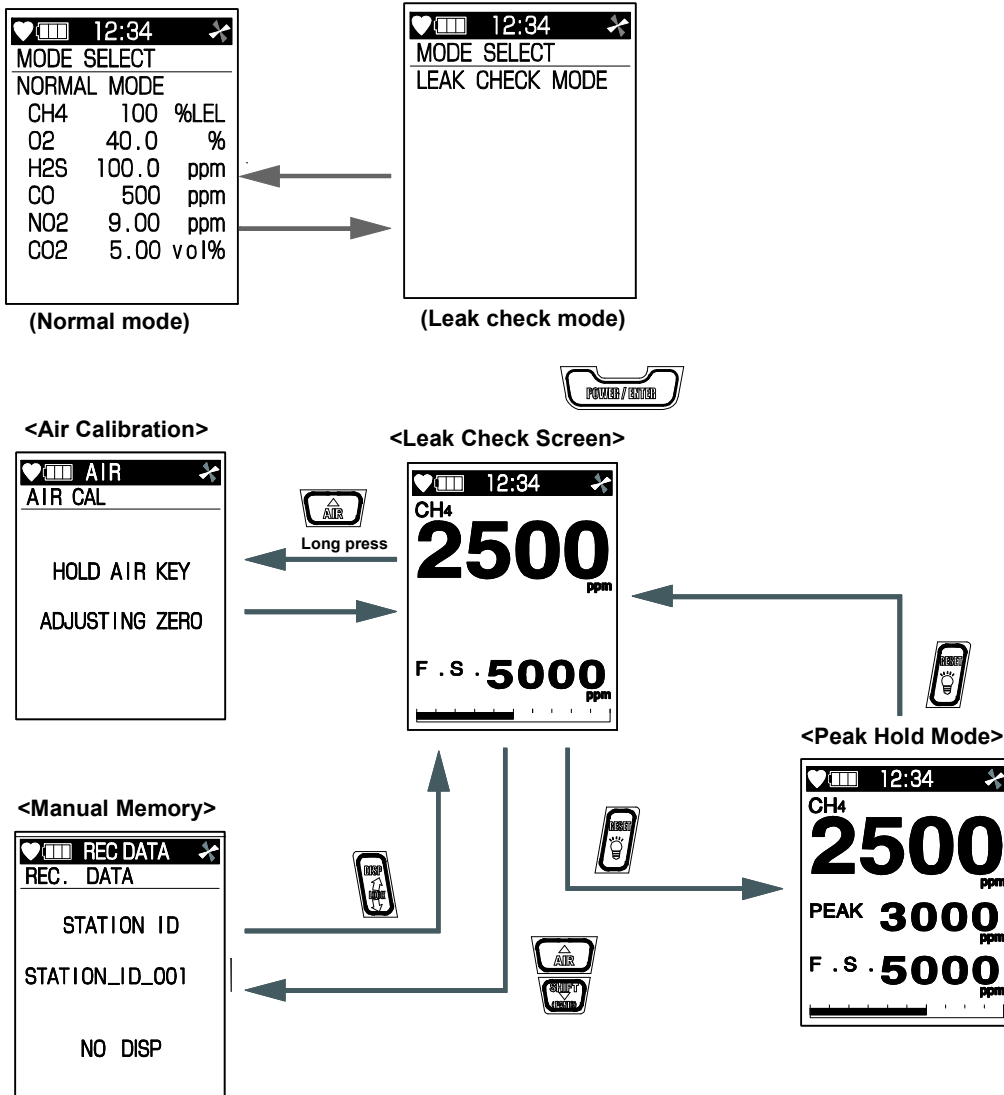 12:34
MODE SELECT
NORMAL MODE
CH4 100 %LEL
O2 40.0 %
H2S 100.0 ppm
CO 500 ppm
NO2 9.00 ppm
CO2 5.00 vol%
(Normal mode)
12:34
MODE SELECT
LEAK CHECK MODE
(Leak check mode)
POWER / ENTER
<Air Calibration>
AIR
AIR CAL
HOLD AIR KEY
ADJUSTING ZERO
AIR
Long press
<Leak Check Screen>
12:34
CH4
2500
ppm
F.S. 5000
ppm
RESET
<Peak Hold Mode>
12:34
CH4
2500
ppm
PEAK 3000
ppm
F.S. 5000
ppm
<Manual Memory>
REC DATA
REC. DATA
STATION ID
STATION_ID_001
NO DISP
DISP
RESET
AIR
SHIFT